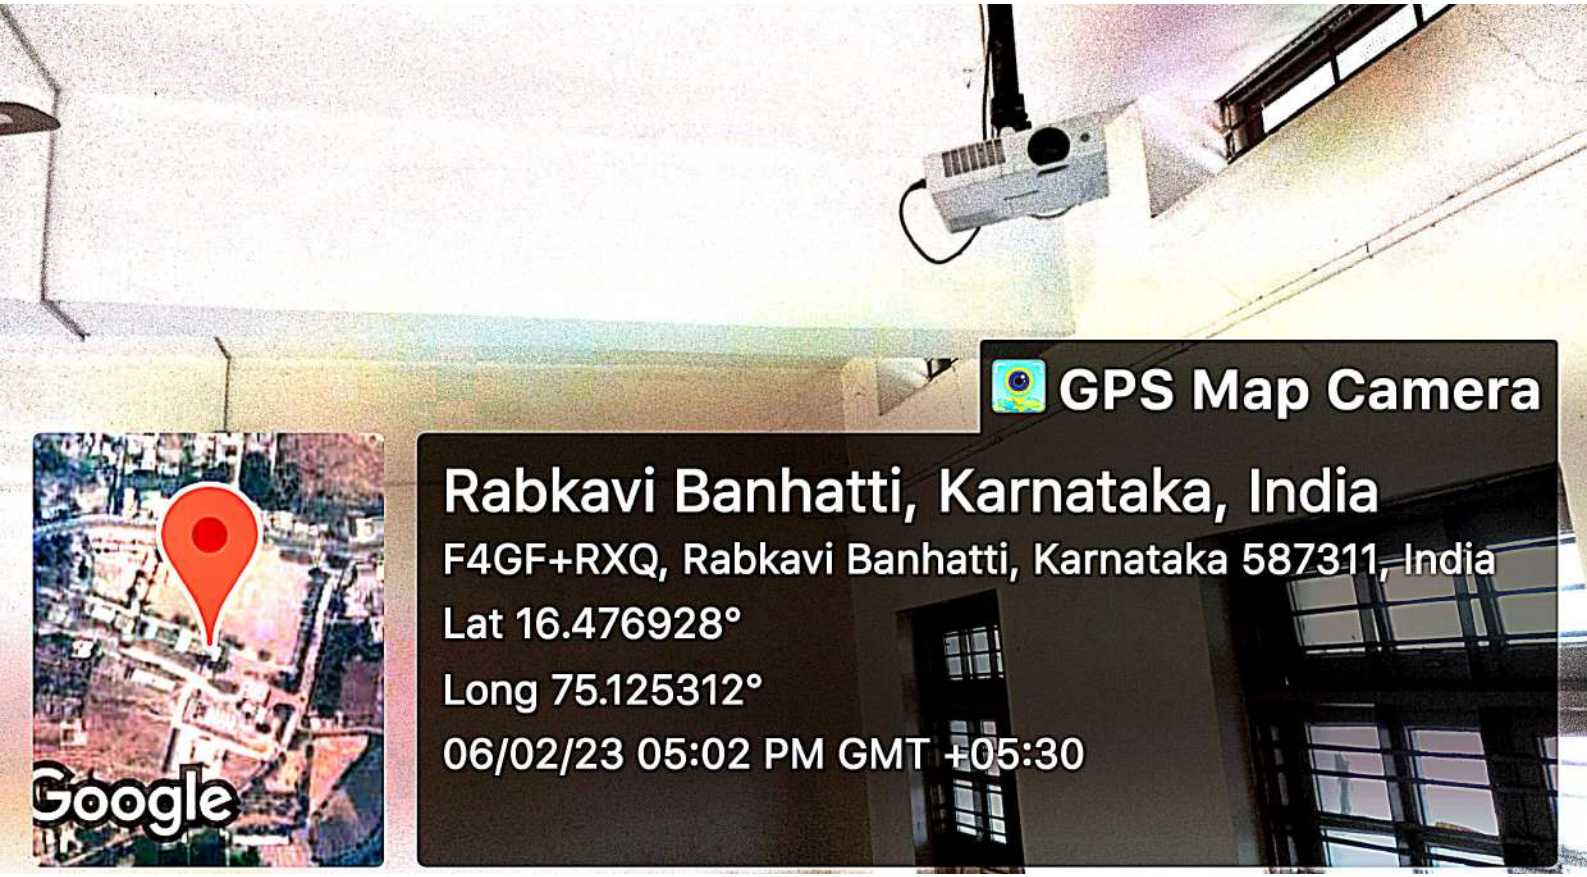 GPS Map Camera
Rabkavi Banhatti, Karnataka, India
F4GF+RXQ, Rabkavi Banhatti, Karnataka 587311, India
Lat 16.476928°
Long 75.125312°
06/02/23 05:02 PM GMT +05:30
Google